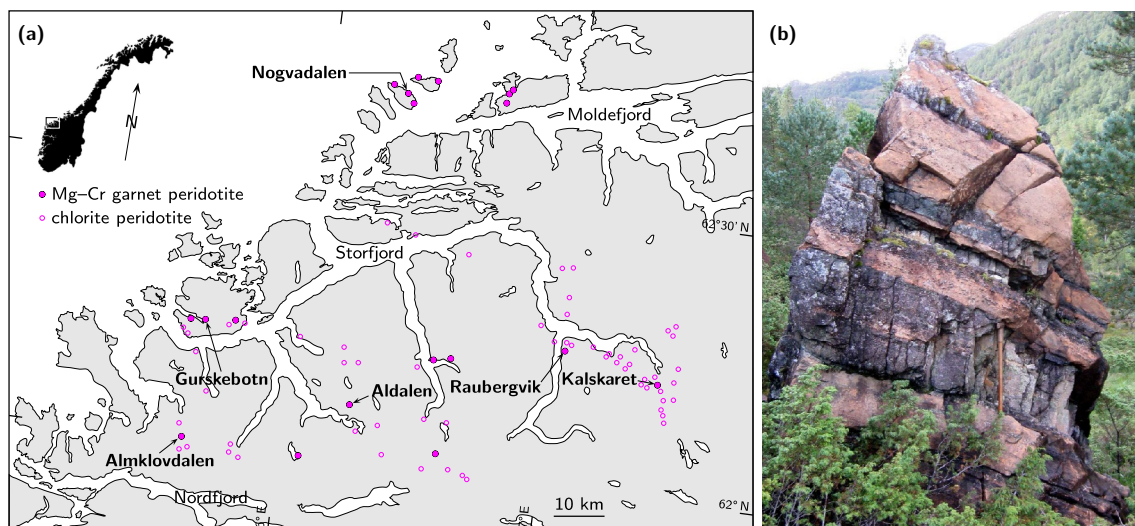 (a)
Nogvadalen
Moldefjord
N
Mg–Cr garnet peridotite
chlorite peridotite
62°30' N
Storfjord
Gurskebotn
Aldalen
Raubergvik
Kalskaret
Almklovdalen
Nordfjord
10 km
62° N
° E
° E
(b)